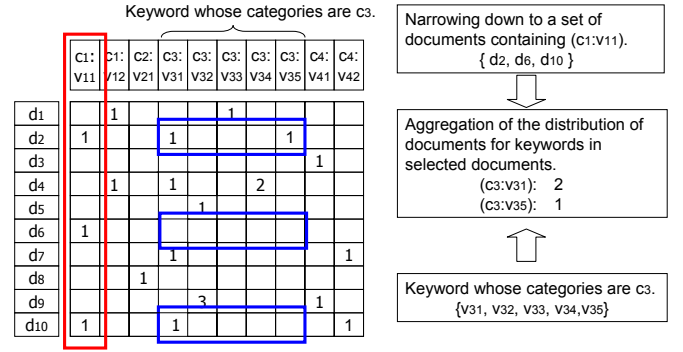 Keyword whose categories are c3.
c1: c1: c2: c3: c3: c3: c3: c3: c4: c4:
v11 v12 v21 v31 v32 v33 v34 v35 v41 v42
d1 1 1
d2 1 1 1
d3 1
d4 1 1 2
d5 1
d6 1
d7 1 1
d8 1
d9 3 1
d10 1 1 1
Narrowing down to a set of
documents containing (c1:v11).
{ d2, d6, d10 }
Aggregation of the distribution of
documents for keywords in
selected documents.
(c3:v31): 2
(c3:v35): 1
Keyword whose categories are c3.
{v31, v32, v33, v34,v35}